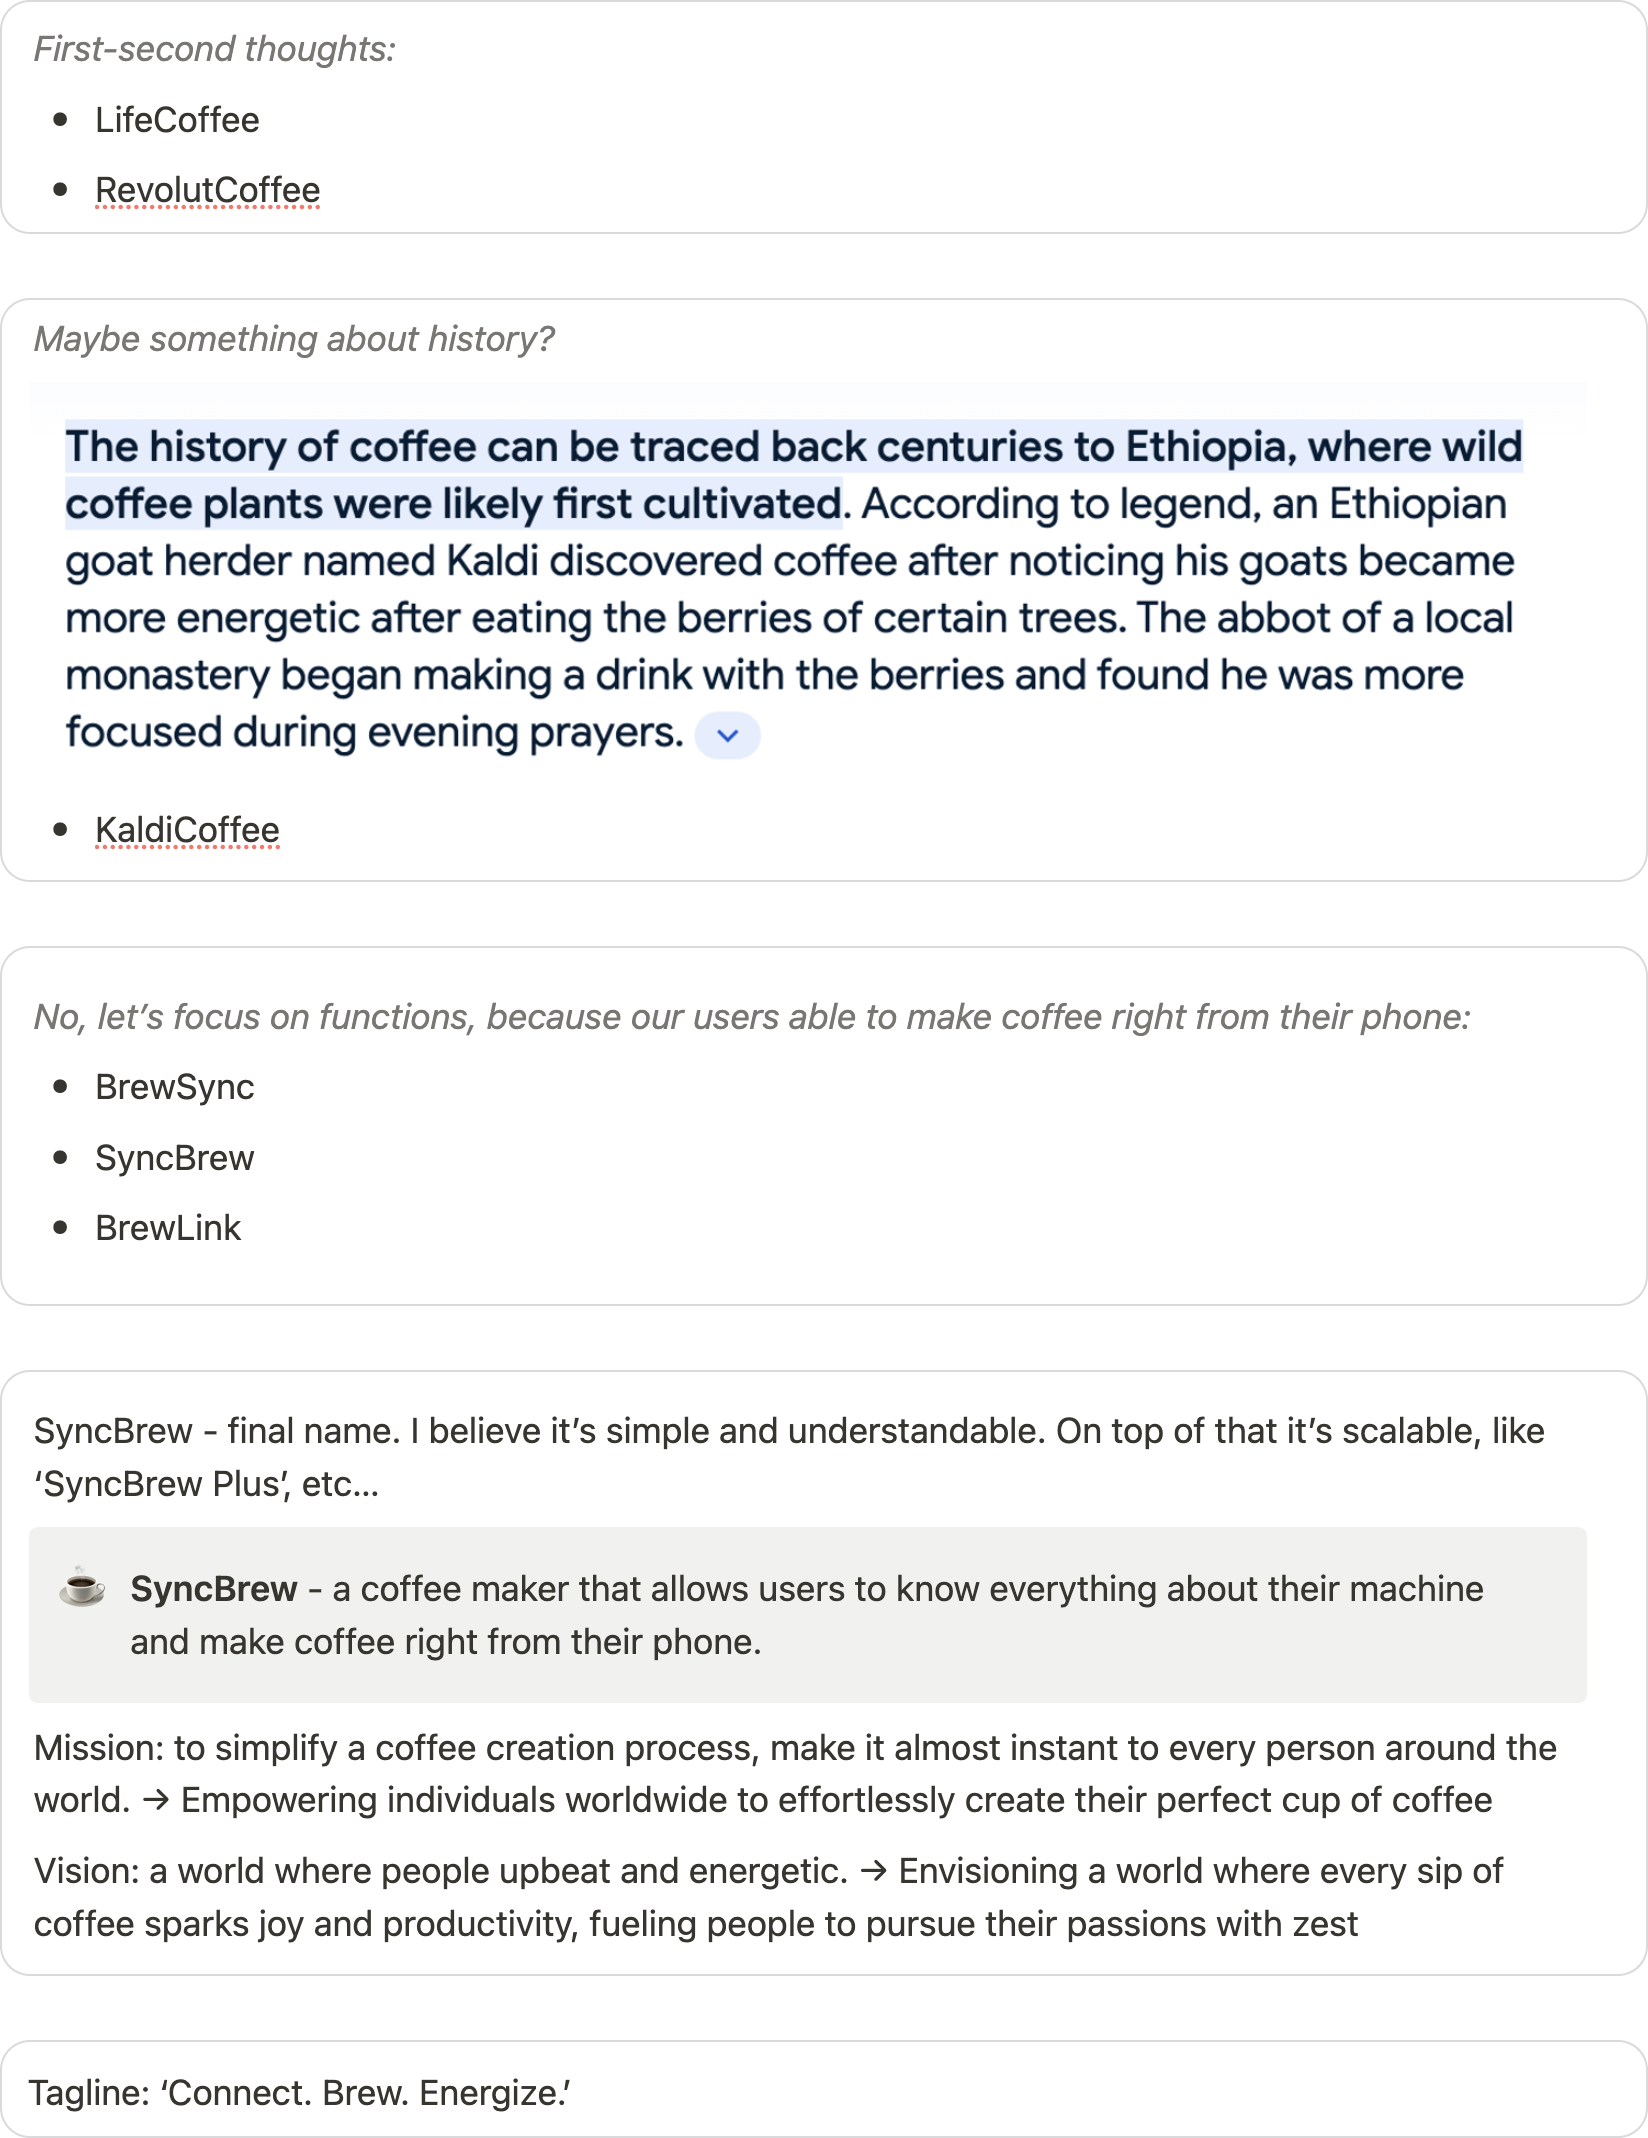 First-second thoughts:
• LifeCoffee
• RevolutCoffee
Maybe something about history?
The history of coffee can be traced back centuries to Ethiopia, where wild
coffee plants were likely first cultivated. According to legend, an Ethiopian
goat herder named Kaldi discovered coffee after noticing his goats became
more energetic after eating the berries of certain trees. The abbot of a local
monastery began making a drink with the berries and found he was more
focused during evening prayers.
• KaldiCoffee
No, let’s focus on functions, because our users able to make coffee right from their phone:
• BrewSync
• SyncBrew
• BrewLink
SyncBrew - final name. I believe it’s simple and understandable. On top of that it’s scalable, like
‘SyncBrew Plus’, etc…
☕ SyncBrew - a coffee maker that allows users to know everything about their machine
and make coffee right from their phone.
Mission: to simplify a coffee creation process, make it almost instant to every person around the
world. → Empowering individuals worldwide to effortlessly create their perfect cup of coffee
Vision: a world where people upbeat and energetic. → Envisioning a world where every sip of
coffee sparks joy and productivity, fueling people to pursue their passions with zest
Tagline: ‘Connect. Brew. Energize.’